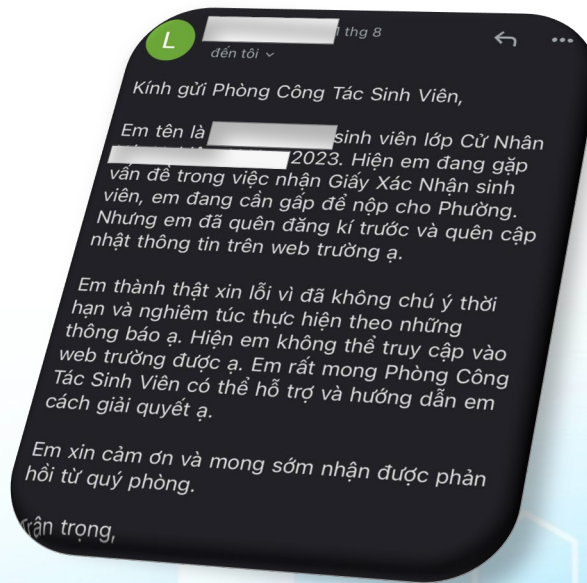 L
thg 8
đến tôi
Kính gửi Phòng Công Tác Sinh Viên,
Em tên là sinh viên lớp Cử Nhân
2023. Hiện em đang gặp
vấn đề trong việc nhận Giấy Xác Nhận sinh
viên, em đang cần gấp để nộp cho Phường.
Nhưng em đã quên đăng kí trước và quên cập
nhật thông tin trên web trường ạ.
Em thành thật xin lỗi vì đã không chú ý thời
hạn và nghiêm túc thực hiện theo những
thông báo ạ. Hiện em không thể truy cập vào
web trường được ạ. Em rất mong Phòng Công
Tác Sinh Viên có thể hỗ trợ và hướng dẫn em
cách giải quyết ạ.
Em xin cảm ơn và mong sớm nhận được phản
hồi từ quý phòng.
Trân trọng,